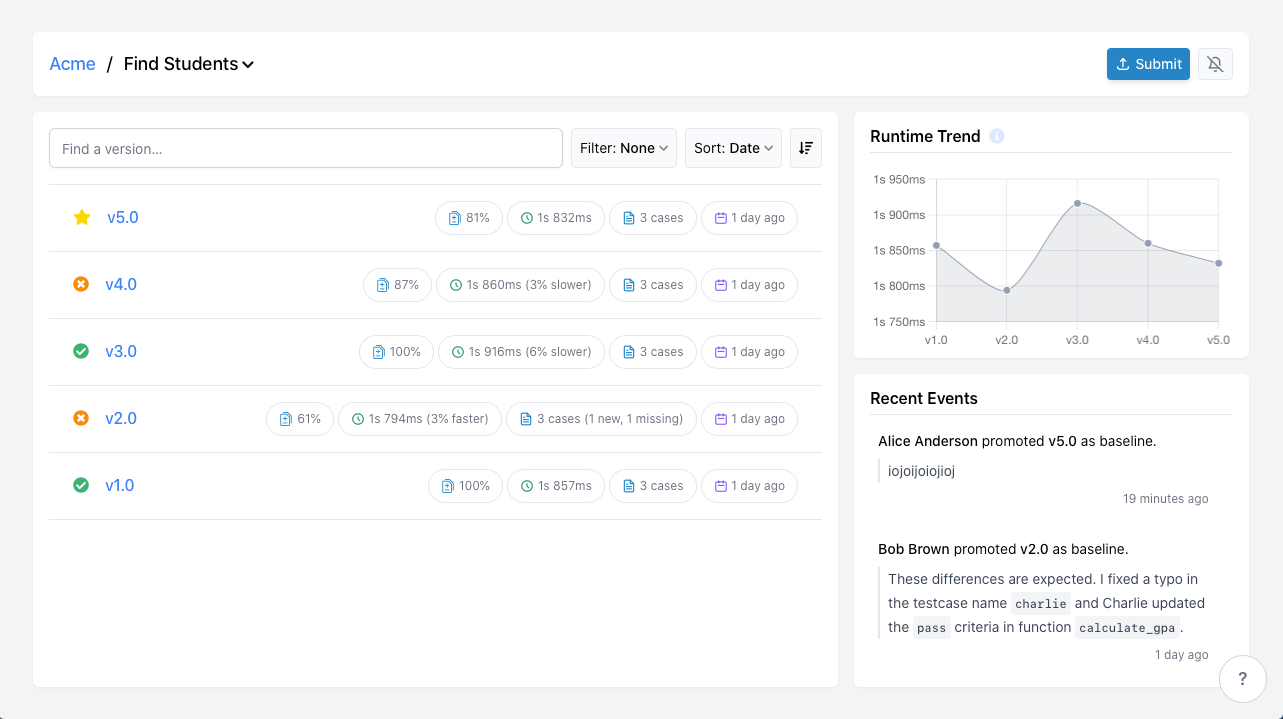 Acme / Find Students
Submit
Find a version...
Filter: None
Sort: Date
v5.0 81% 1s 832ms 3 cases 1 day ago
v4.0 87% 1s 860ms (3% slower) 3 cases 1 day ago
v3.0 100% 1s 916ms (6% slower) 3 cases 1 day ago
v2.0 61% 1s 794ms (3% faster) 3 cases (1 new, 1 missing) 1 day ago
v1.0 100% 1s 857ms 3 cases 1 day ago
Runtime Trend i
1s 950ms
1s 900ms
1s 850ms
1s 800ms
1s 750ms
v1.0 v2.0 v3.0 v4.0 v5.0
Recent Events
Alice Anderson promoted v5.0 as baseline.
iojoijoiojioj
19 minutes ago
Bob Brown promoted v2.0 as baseline.
These differences are expected. I fixed a typo in
the testcase name charlie and Charlie updated
the pass criteria in function calculate_gpa.
1 day ago
?